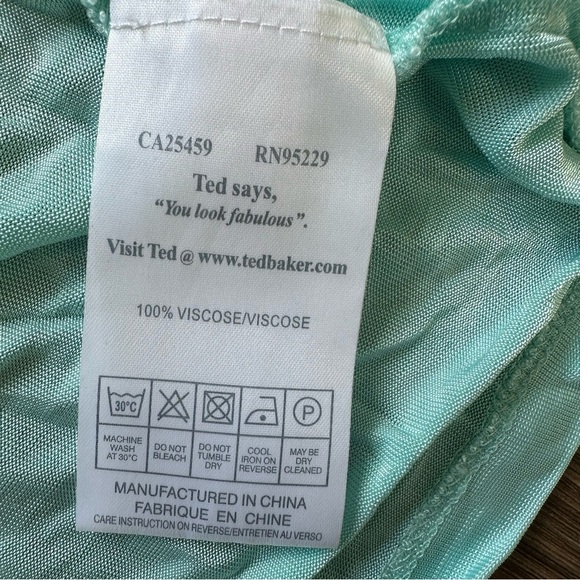 CA25459 RN95229
Ted says,
"You look fabulous".
Visit Ted @ www.tedbaker.com
100% VISCOSE/VISCOSE
30°C P
MACHINE WASH AT 30°C
DO NOT BLEACH
DO NOT TUMBLE DRY
COOL IRON ON REVERSE
MAY BE DRY CLEANED
MANUFACTURED IN CHINA
FABRIQUE EN CHINE
CARE INSTRUCTION ON REVERSE/ENTRETIEN AU VERSO